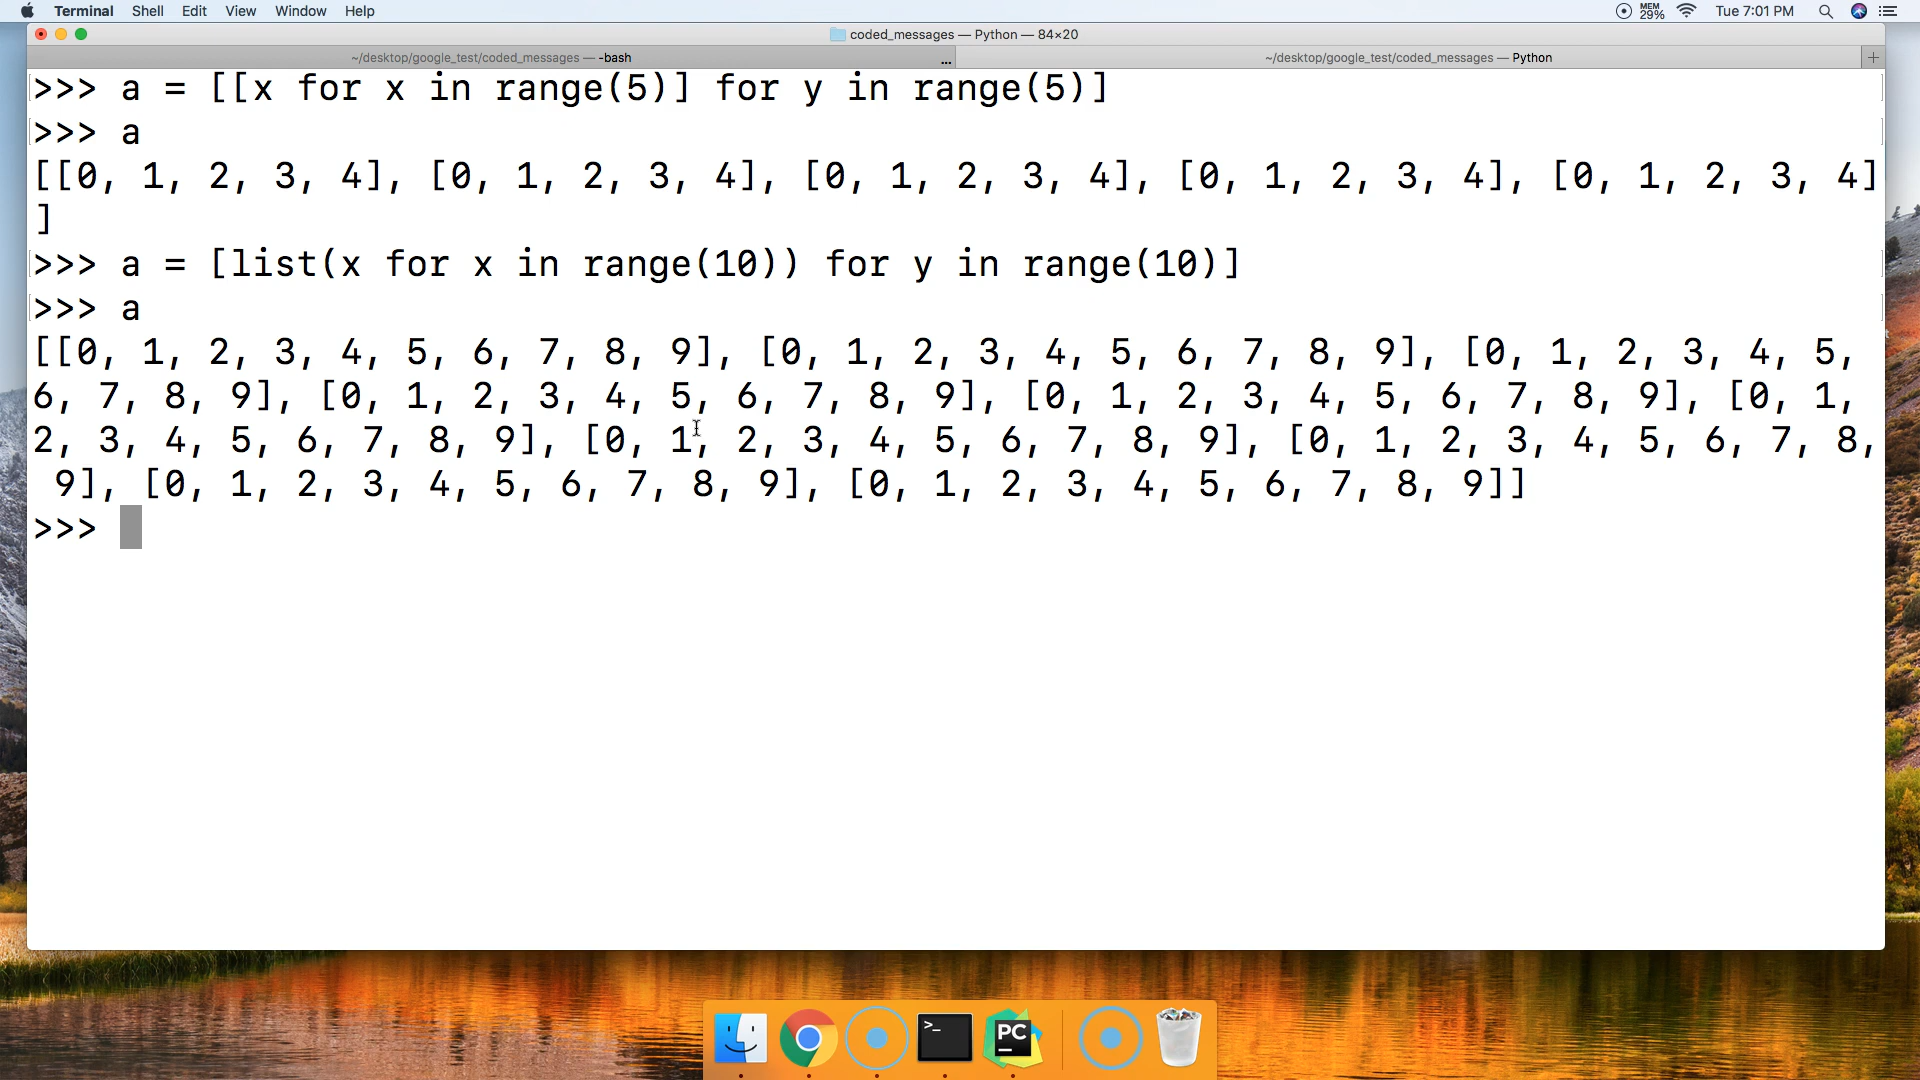 Terminal Shell Edit View Window Help MEM 29% Tue 7:01 PM
coded_messages — Python — 84×20
~/desktop/google_test/coded_messages — -bash ... ~/desktop/google_test/coded_messages — Python +
>>> a = [[x for x in range(5)] for y in range(5)]
>>> a
[[0, 1, 2, 3, 4], [0, 1, 2, 3, 4], [0, 1, 2, 3, 4], [0, 1, 2, 3, 4], [0, 1, 2, 3, 4]
]
>>> a = [list(x for x in range(10)) for y in range(10)]
>>> a
[[0, 1, 2, 3, 4, 5, 6, 7, 8, 9], [0, 1, 2, 3, 4, 5, 6, 7, 8, 9], [0, 1, 2, 3, 4, 5,
6, 7, 8, 9], [0, 1, 2, 3, 4, 5, 6, 7, 8, 9], [0, 1, 2, 3, 4, 5, 6, 7, 8, 9], [0, 1,
2, 3, 4, 5, 6, 7, 8, 9], [0, 1, 2, 3, 4, 5, 6, 7, 8, 9], [0, 1, 2, 3, 4, 5, 6, 7, 8,
9], [0, 1, 2, 3, 4, 5, 6, 7, 8, 9], [0, 1, 2, 3, 4, 5, 6, 7, 8, 9]]
>>>
>_ PC